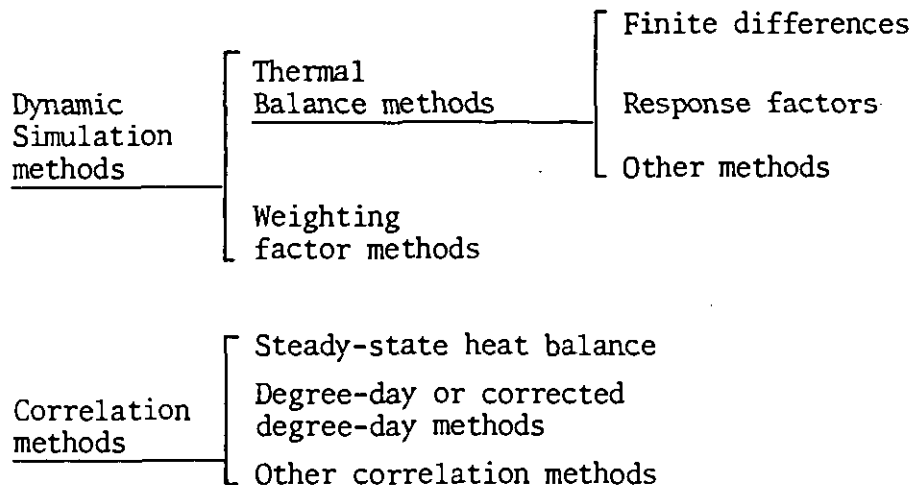 Finite differences
Thermal
Balance methods
Dynamic
Simulation
methods
Response factors
Other methods
Weighting
factor methods
Steady-state heat balance
Degree-day or corrected
degree-day methods
Correlation
methods
Other correlation methods